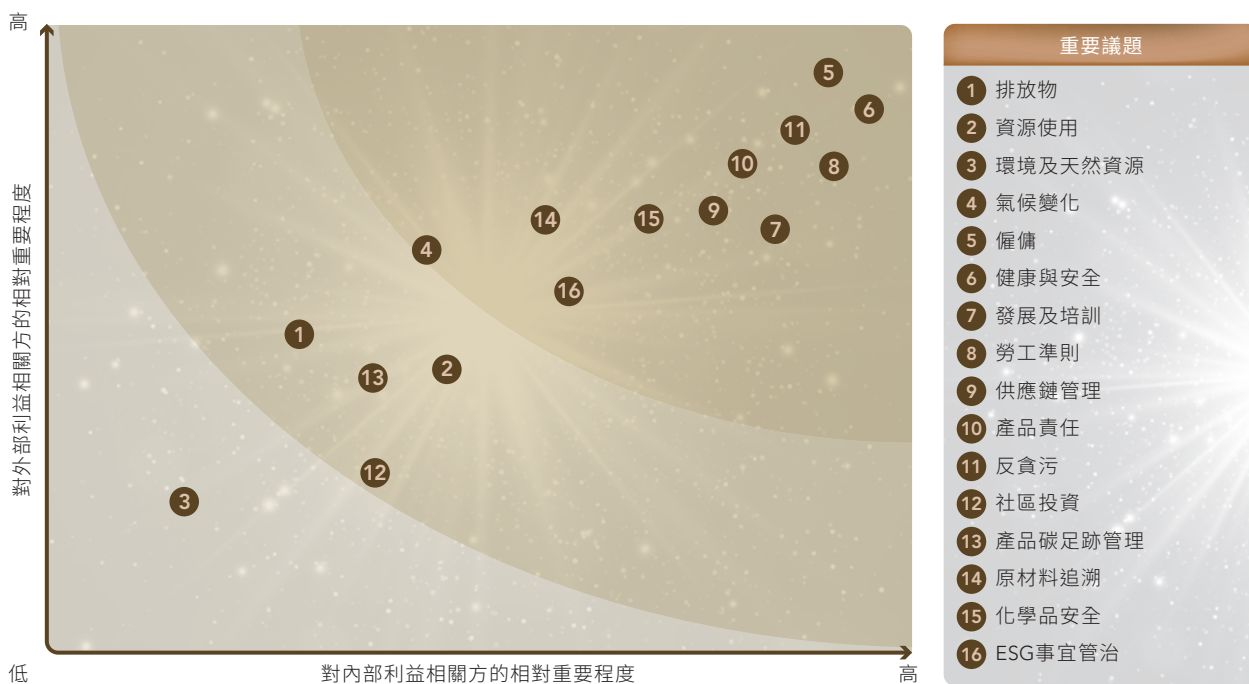 高
對外部利益相關方的相對重要程度
5
6
11
10
8
14
15
9
7
4
16
1
2
13
12
3
低
對內部利益相關方的相對重要程度
高
重要議題
1 排放物
2 資源使用
3 環境及天然資源
4 氣候變化
5 僱傭
6 健康與安全
7 發展及培訓
8 勞工準則
9 供應鏈管理
10 產品責任
11 反貪污
12 社區投資
13 產品碳足跡管理
14 原材料追溯
15 化學品安全
16 ESG事宜管治